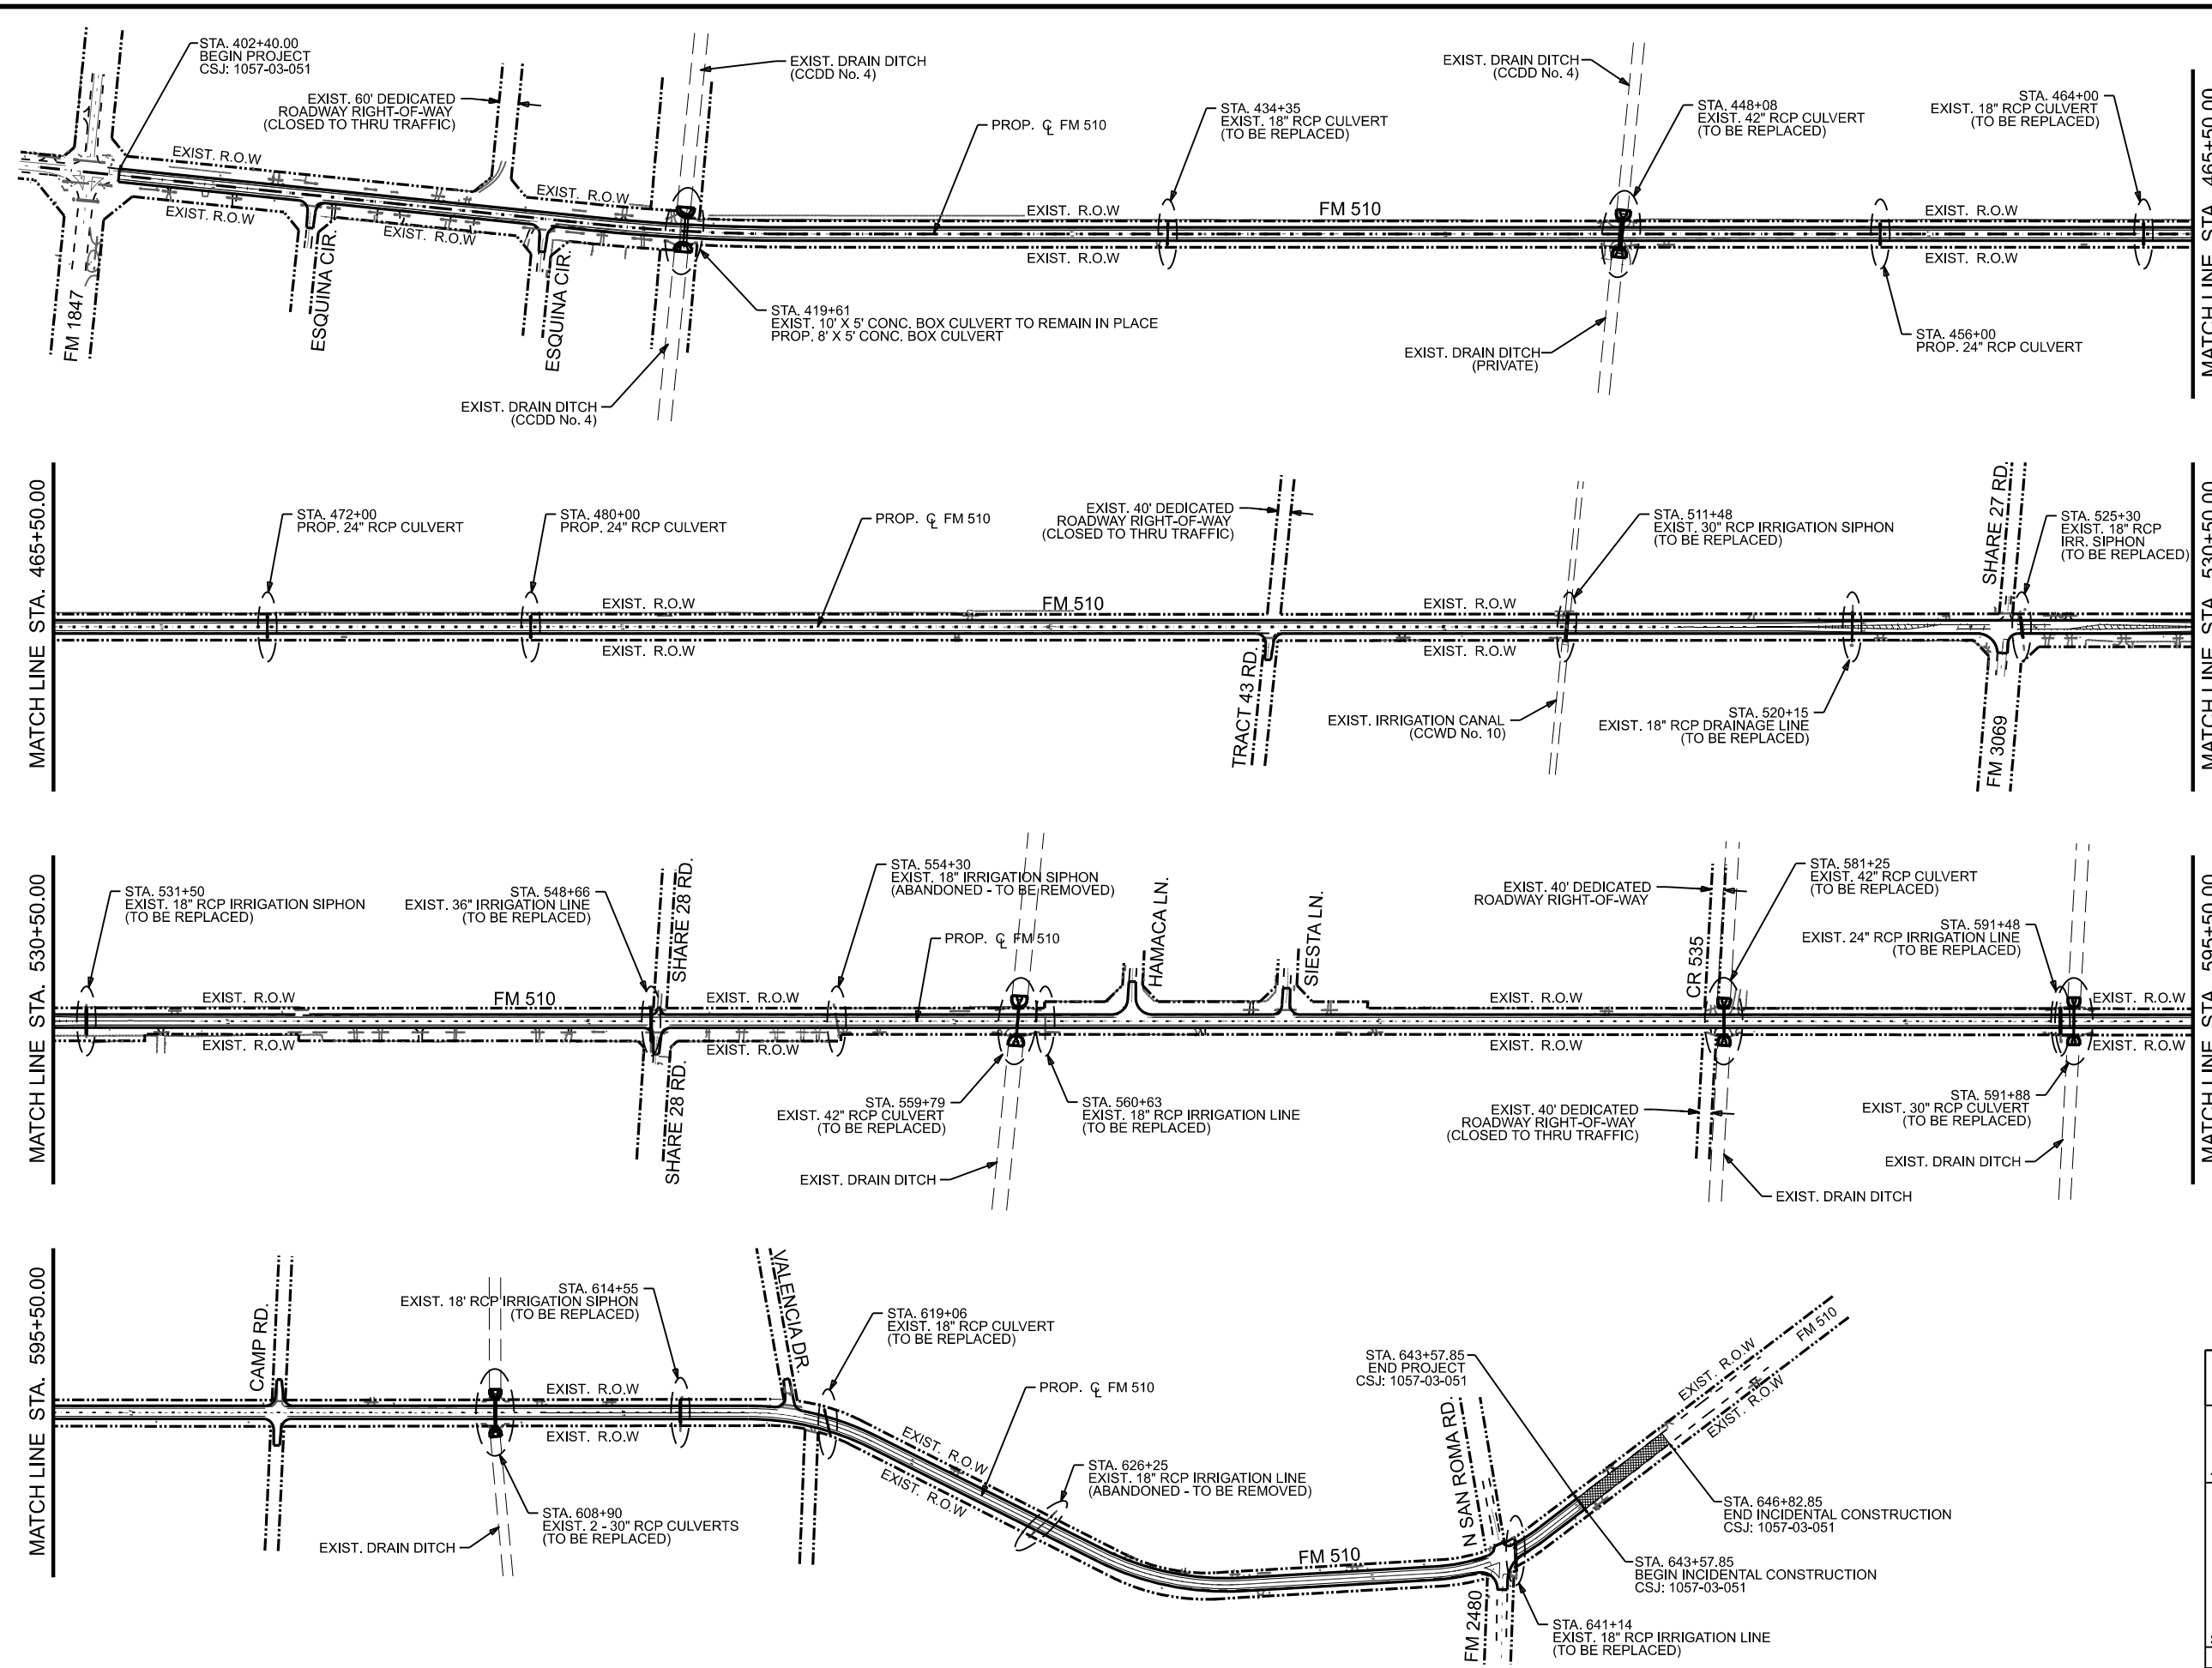 STA. 402+40.00
BEGIN PROJECT
CSJ: 1057-03-051
EXIST. 60' DEDICATED
ROADWAY RIGHT-OF-WAY
(CLOSED TO THRU TRAFFIC)
EXIST. DRAIN DITCH
(CCDD No. 4)
PROP. ℄ FM 510
STA. 434+35
EXIST. 18" RCP CULVERT
(TO BE REPLACED)
EXIST. DRAIN DITCH
(CCDD No. 4)
STA. 448+08
EXIST. 42" RCP CULVERT
(TO BE REPLACED)
STA. 464+00
EXIST. 18" RCP CULVERT
(TO BE REPLACED)
EXIST. R.O.W
EXIST. R.O.W
EXIST. R.O.W
EXIST. R.O.W
EXIST. R.O.W
FM 510
EXIST. R.O.W
EXIST. R.O.W
EXIST. R.O.W
EXIST. R.O.W
FM 1847
ESQUINA CIR.
ESQUINA CIR.
STA. 419+61
EXIST. 10' X 5' CONC. BOX CULVERT TO REMAIN IN PLACE
PROP. 8' X 5' CONC. BOX CULVERT
EXIST. DRAIN DITCH
(CCDD No. 4)
EXIST. DRAIN DITCH
(PRIVATE)
STA. 456+00
PROP. 24" RCP CULVERT
MATCH LINE STA. 465+50.00
MATCH LINE STA. 465+50.00
STA. 472+00
PROP. 24" RCP CULVERT
STA. 480+00
PROP. 24" RCP CULVERT
PROP. ℄ FM 510
EXIST. 40' DEDICATED
ROADWAY RIGHT-OF-WAY
(CLOSED TO THRU TRAFFIC)
STA. 511+48
EXIST. 30" RCP IRRIGATION SIPHON
(TO BE REPLACED)
SHARE 27 RD.
STA. 525+30
EXIST. 18" RCP
IRR. SIPHON
(TO BE REPLACED)
EXIST. R.O.W
FM 510
EXIST. R.O.W
EXIST. R.O.W
EXIST. R.O.W
TRACT 43 RD.
EXIST. IRRIGATION CANAL
(CCWD No. 10)
STA. 520+15
EXIST. 18" RCP DRAINAGE LINE
(TO BE REPLACED)
FM 3069
MATCH LINE STA. 530+50.00
MATCH LINE STA. 530+50.00
STA. 531+50
EXIST. 18" RCP IRRIGATION SIPHON
(TO BE REPLACED)
STA. 548+66
EXIST. 36" IRRIGATION LINE
(TO BE REPLACED)
SHARE 28 RD.
STA. 554+30
EXIST. 18" IRRIGATION SIPHON
(ABANDONED - TO BE REMOVED)
PROP. ℄ FM 510
HAMACA LN.
SIESTA LN.
EXIST. 40' DEDICATED
ROADWAY RIGHT-OF-WAY
CR 535
STA. 581+25
EXIST. 42" RCP CULVERT
(TO BE REPLACED)
STA. 591+48
EXIST. 24" RCP IRRIGATION LINE
(TO BE REPLACED)
EXIST. R.O.W
FM 510
EXIST. R.O.W
EXIST. R.O.W
EXIST. R.O.W
EXIST. R.O.W
EXIST. R.O.W
EXIST. R.O.W
EXIST. R.O.W
SHARE 28 RD.
STA. 559+79
EXIST. 42" RCP CULVERT
(TO BE REPLACED)
STA. 560+63
EXIST. 18" RCP IRRIGATION LINE
(TO BE REPLACED)
EXIST. DRAIN DITCH
EXIST. 40' DEDICATED
ROADWAY RIGHT-OF-WAY
(CLOSED TO THRU TRAFFIC)
EXIST. DRAIN DITCH
STA. 591+88
EXIST. 30" RCP CULVERT
(TO BE REPLACED)
EXIST. DRAIN DITCH
MATCH LINE STA. 595+50.00
MATCH LINE STA. 595+50.00
CAMP RD.
STA. 614+55
EXIST. 18' RCP IRRIGATION SIPHON
(TO BE REPLACED)
VALENCIA DR.
STA. 619+06
EXIST. 18" RCP CULVERT
(TO BE REPLACED)
PROP. ℄ FM 510
EXIST. R.O.W
EXIST. R.O.W
EXIST. R.O.W
EXIST. R.O.W
STA. 608+90
EXIST. 2 - 30" RCP CULVERTS
(TO BE REPLACED)
EXIST. DRAIN DITCH
STA. 626+25
EXIST. 18" RCP IRRIGATION LINE
(ABANDONED - TO BE REMOVED)
FM 510
STA. 643+57.85
END PROJECT
CSJ: 1057-03-051
N SAN ROMA RD.
EXIST. R.O.W
FM 510
EXIST. R.O.W
STA. 646+82.85
END INCIDENTAL CONSTRUCTION
CSJ: 1057-03-051
STA. 643+57.85
BEGIN INCIDENTAL CONSTRUCTION
CSJ: 1057-03-051
FM 2480
STA. 641+14
EXIST. 18" RCP IRRIGATION LINE
(TO BE REPLACED)